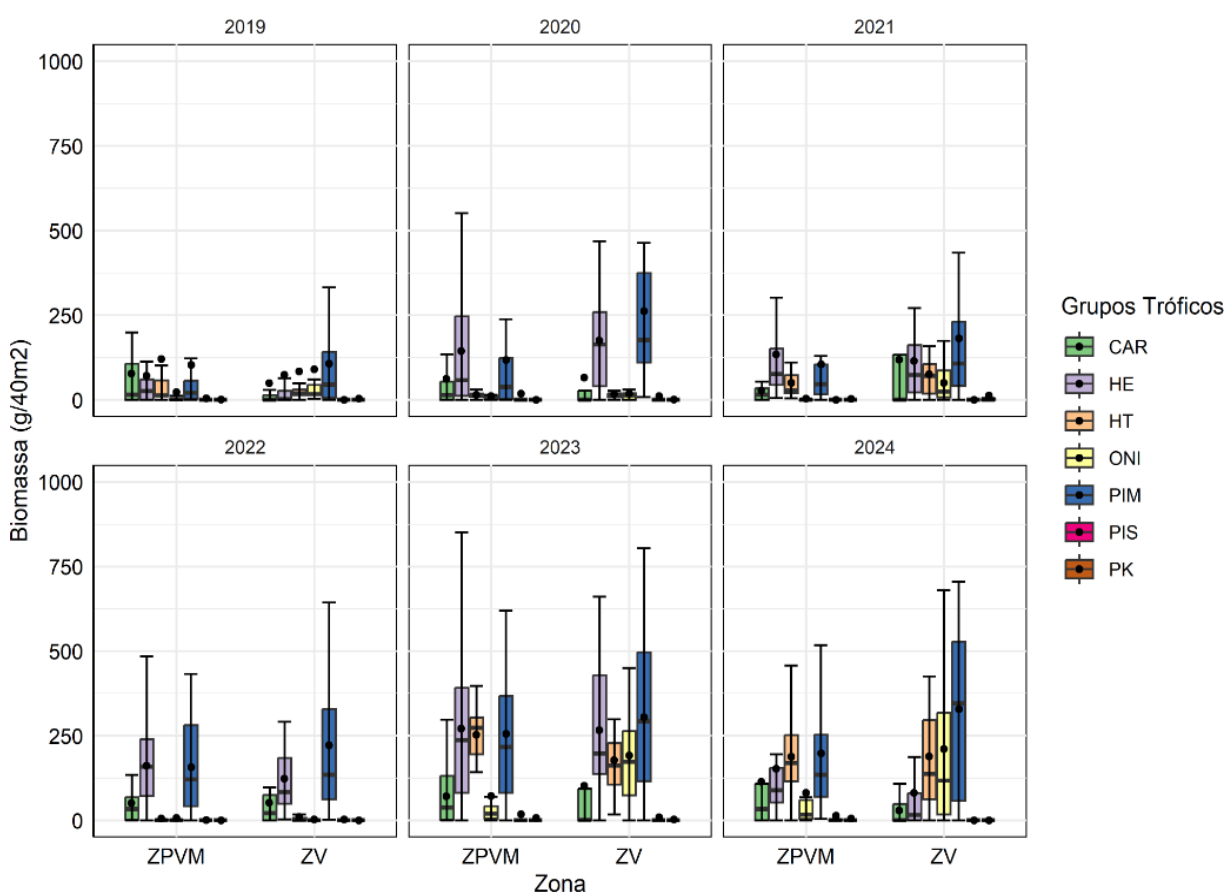 2019
2020
2021
1000
750
500
250
0
2022
2023
2024
1000
750
500
250
0
Biomassa (g/40m2)
ZPVM
ZV
ZPVM
ZV
ZPVM
ZV
Zona
Grupos Tróficos
CAR
HE
HT
ONI
PIM
PIS
PK